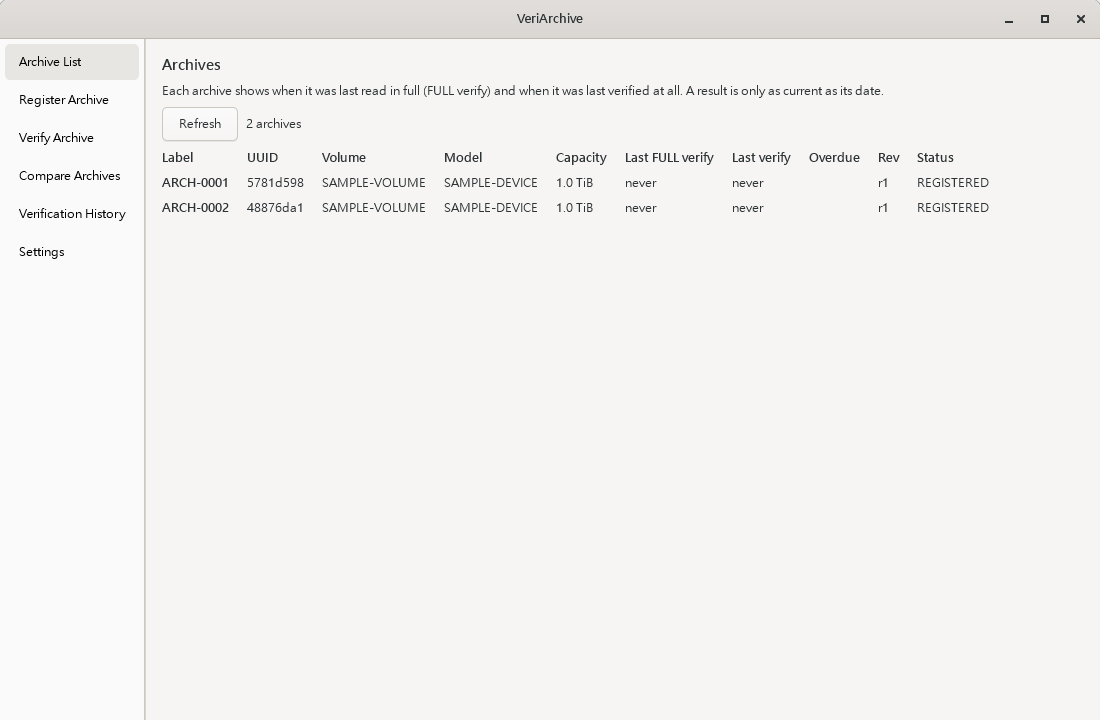 VeriArchive
Archive List
Register Archive
Verify Archive
Compare Archives
Verification History
Settings
Archives
Each archive shows when it was last read in full (FULL verify) and when it was last verified at all. A result is only as current as its date.
Refresh 2 archives
Label UUID Volume Model Capacity Last FULL verify Last verify Overdue Rev Status
ARCH-0001 5781d598 SAMPLE-VOLUME SAMPLE-DEVICE 1.0 TiB never never r1 REGISTERED
ARCH-0002 48876da1 SAMPLE-VOLUME SAMPLE-DEVICE 1.0 TiB never never r1 REGISTERED